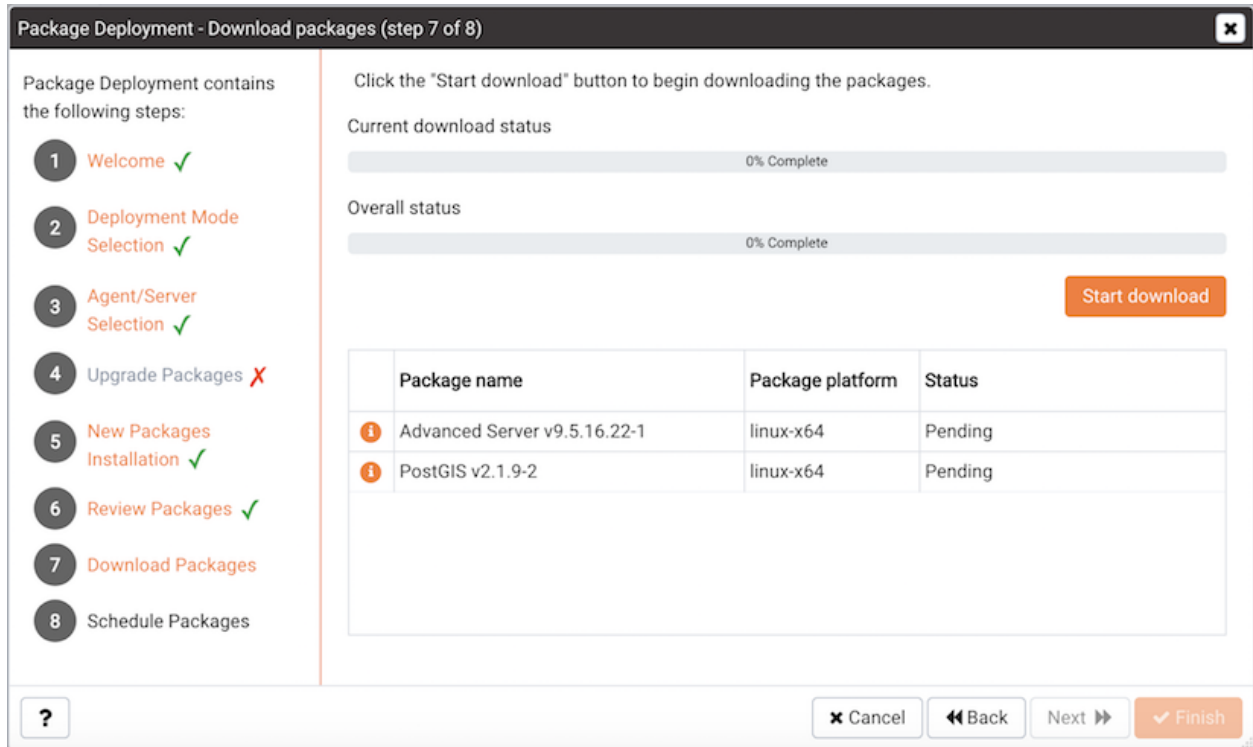 Package Deployment - Download packages (step 7 of 8)
Package Deployment contains
the following steps:
1 Welcome
2 Deployment Mode
Selection
3 Agent/Server
Selection
4 Upgrade Packages
5 New Packages
Installation
6 Review Packages
7 Download Packages
8 Schedule Packages
Click the "Start download" button to begin downloading the packages.
Current download status
0% Complete
Overall status
0% Complete
Start download
Package name Package platform Status
Advanced Server v9.5.16.22-1 linux-x64 Pending
PostGIS v2.1.9-2 linux-x64 Pending
? Cancel Back Next Finish